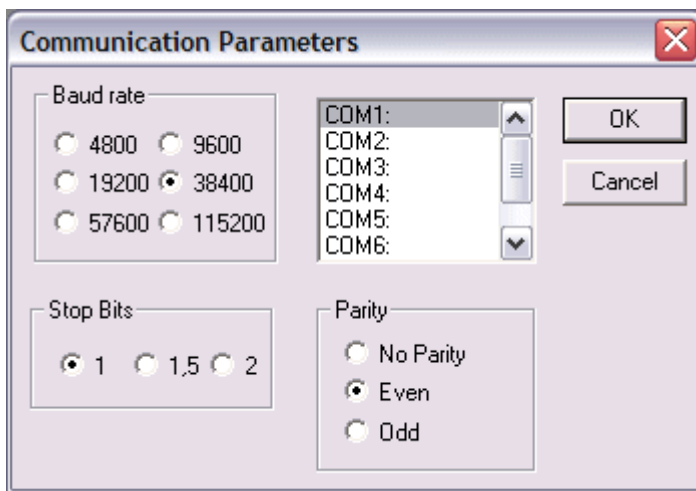 Communication Parameters
Baud rate
4800 9600
19200 38400
57600 115200
COM1:
COM2:
COM3:
COM4:
COM5:
COM6:
OK
Cancel
Stop Bits
1 1,5 2
Parity
No Parity
Even
Odd